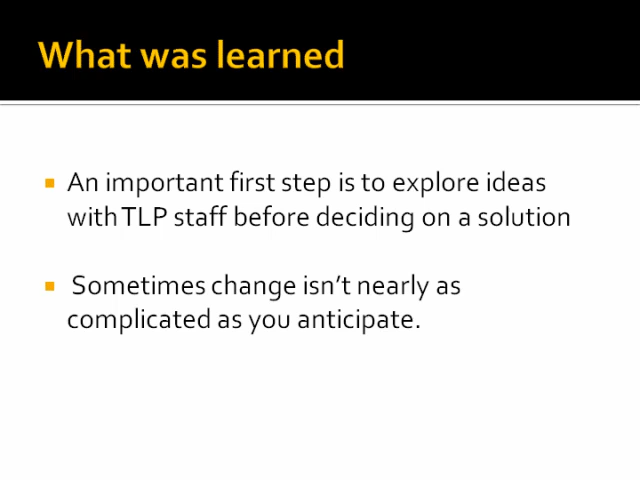 What was learned
An important first step is to explore ideas
with TLP staff before deciding on a solution
Sometimes change isn't nearly as
complicated as you anticipate.